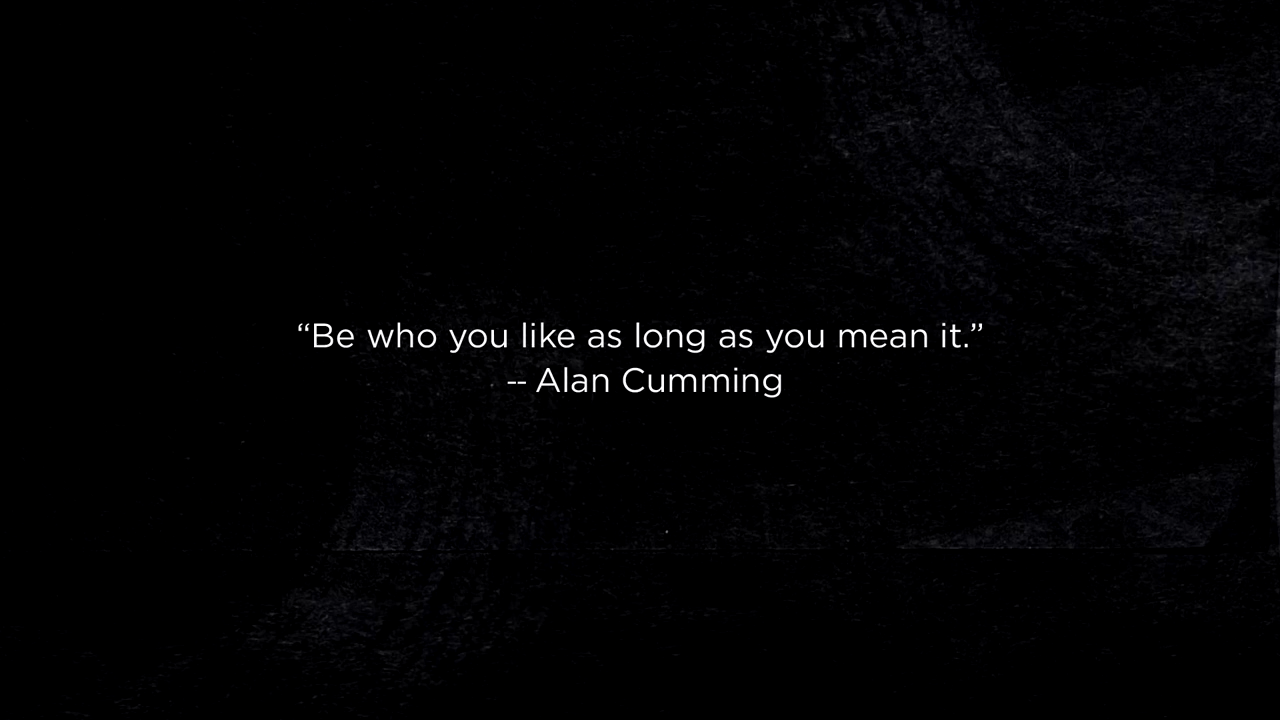 “Be who you like as long as you mean it.”
-- Alan Cumming